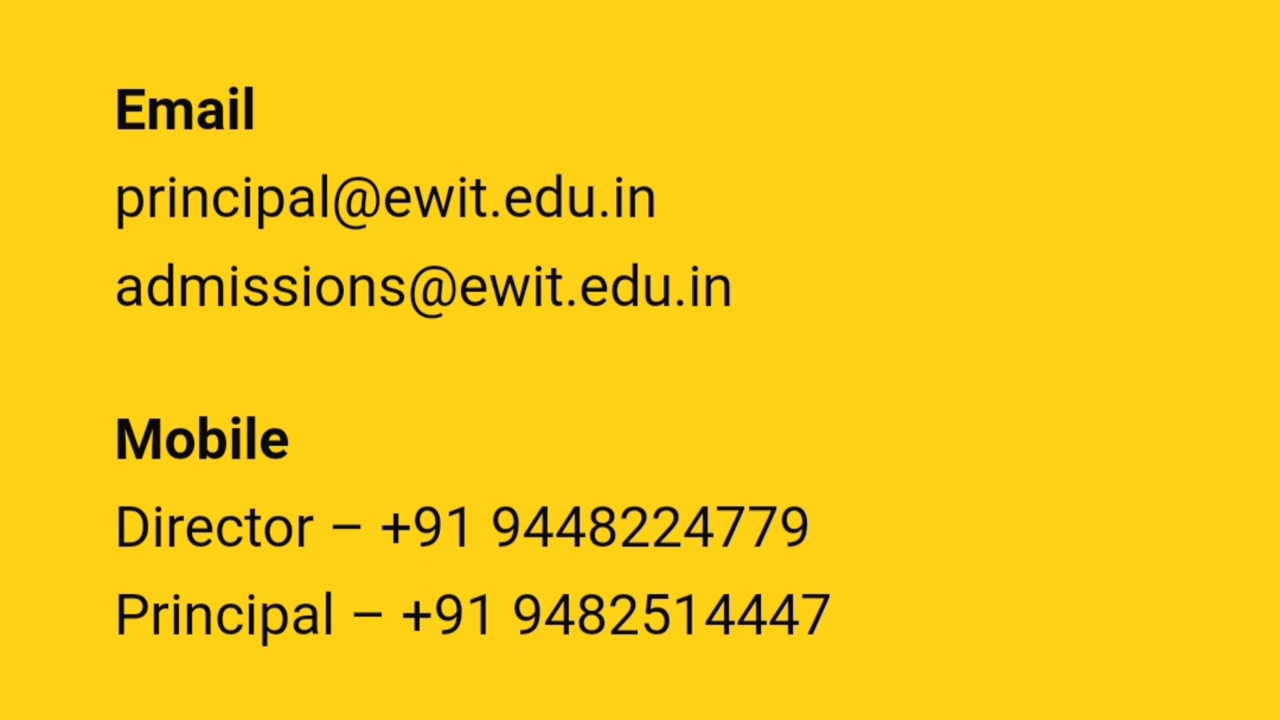 Email
principal@ewit.edu.in
admissions@ewit.edu.in
Mobile
Director – +91 9448224779
Principal – +91 9482514447